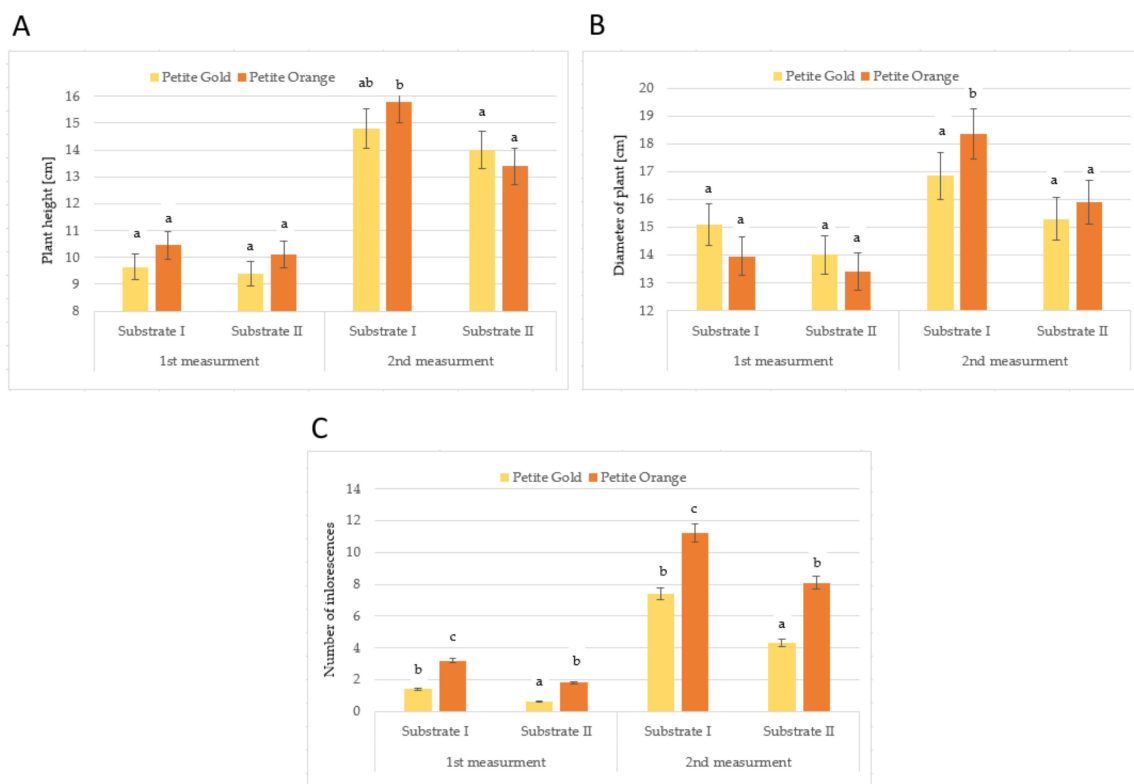 A
Petite Gold Petite Orange
Plant height [cm]
16
15
14
13
12
11
10
9
8
a
a
a
a
ab
b
a
a
Substrate I Substrate II Substrate I Substrate II
1st measurment 2nd measurment
B
Petite Gold Petite Orange
Diameter of plant [cm]
20
19
18
17
16
15
14
13
12
a
a
a
a
a
b
a
a
Substrate I Substrate II Substrate I Substrate II
1st measurment 2nd measurment
C
Petite Gold Petite Orange
Number of inlorescences
14
12
10
8
6
4
2
0
b
c
a
b
b
c
a
b
Substrate I Substrate II Substrate I Substrate II
1st measurment 2nd measurment